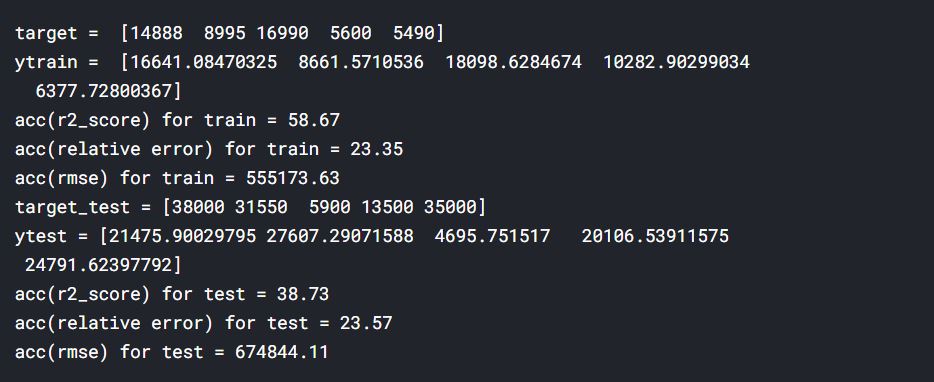 target =  [14888  8995 16990  5600  5490]
ytrain =  [16641.08470325  8661.5710536  18098.6284674  10282.90299034
  6377.72800367]
acc(r2_score) for train = 58.67
acc(relative error) for train = 23.35
acc(rmse) for train = 555173.63
target_test = [38000 31550  5900 13500 35000]
ytest = [21475.90029795 27607.29071588  4695.751517   20106.53911575
 24791.62397792]
acc(r2_score) for test = 38.73
acc(relative error) for test = 23.57
acc(rmse) for test = 674844.11